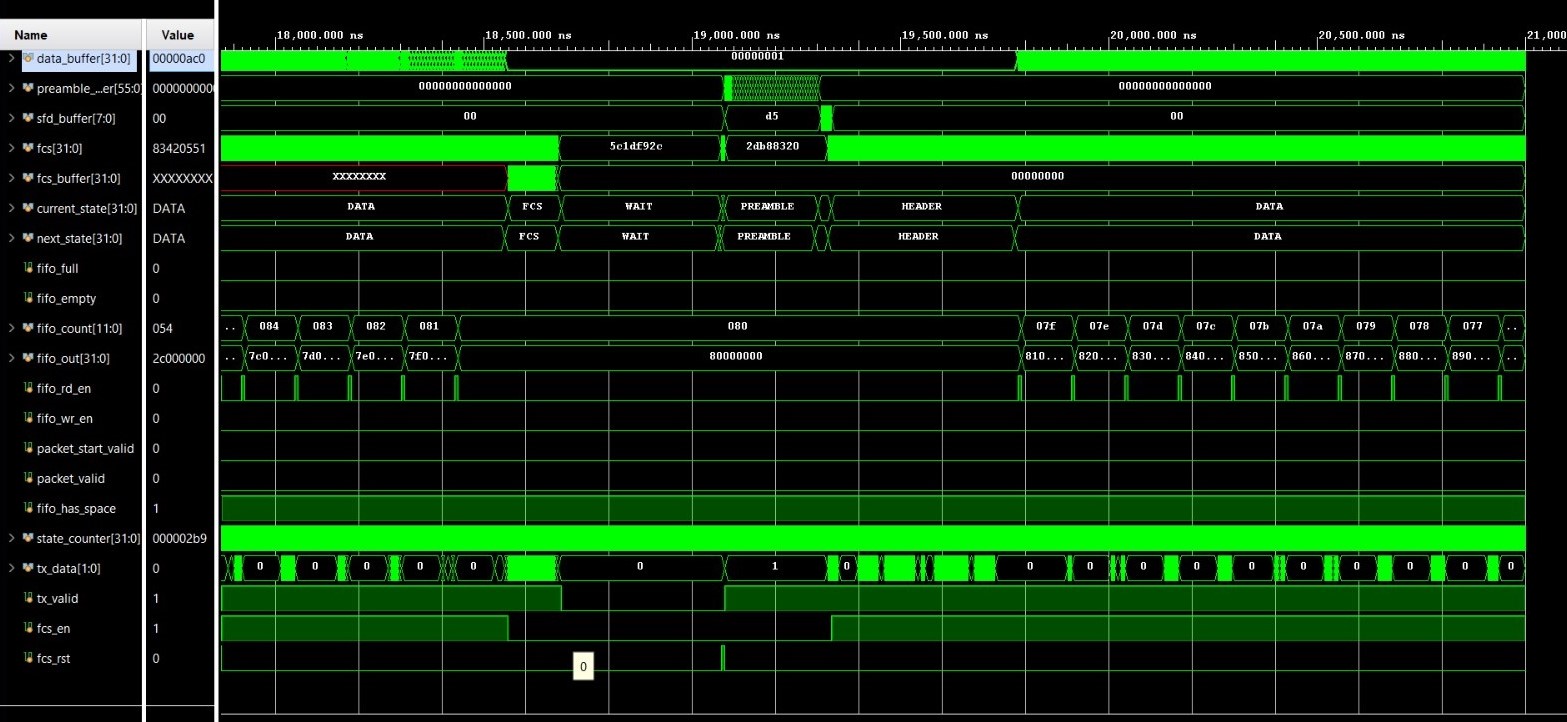 Name Value
18,000.000 ns 18,500.000 ns 19,000.000 ns 19,500.000 ns 20,000.000 ns 20,500.000 ns 21,000
data_buffer[31:0] 00000ac0 00000001
preamble_...er[55:0] 000000000 00000000000000 00000000000000
sfd_buffer[7:0] 00 00 d5 00
fcs[31:0] 83420551 5c1df92c 2db88320
fcs_buffer[31:0] XXXXXXXX XXXXXXXX 00000000
current_state[31:0] DATA DATA FCS WAIT PREAMBLE HEADER DATA
next_state[31:0] DATA DATA FCS WAIT PREAMBLE HEADER DATA
fifo_full 0
fifo_empty 0
fifo_count[11:0] 054 .. 084 083 082 081 080 07f 07e 07d 07c 07b 07a 079 078 077 ..
fifo_out[31:0] 2c000000 .. 7c0... 7d0... 7e0... 7f0... 80000000 810... 820... 830... 840... 850... 860... 870... 880... 890... ..
fifo_rd_en 0
fifo_wr_en 0
packet_start_valid 0
packet_valid 0
fifo_has_space 1
state_counter[31:0] 000002b9
tx_data[1:0] 0 0 0 0 0 0 0 1 0 0 0 0 0 0 0 0 0 0
tx_valid 1
fcs_en 1
fcs_rst 0
0